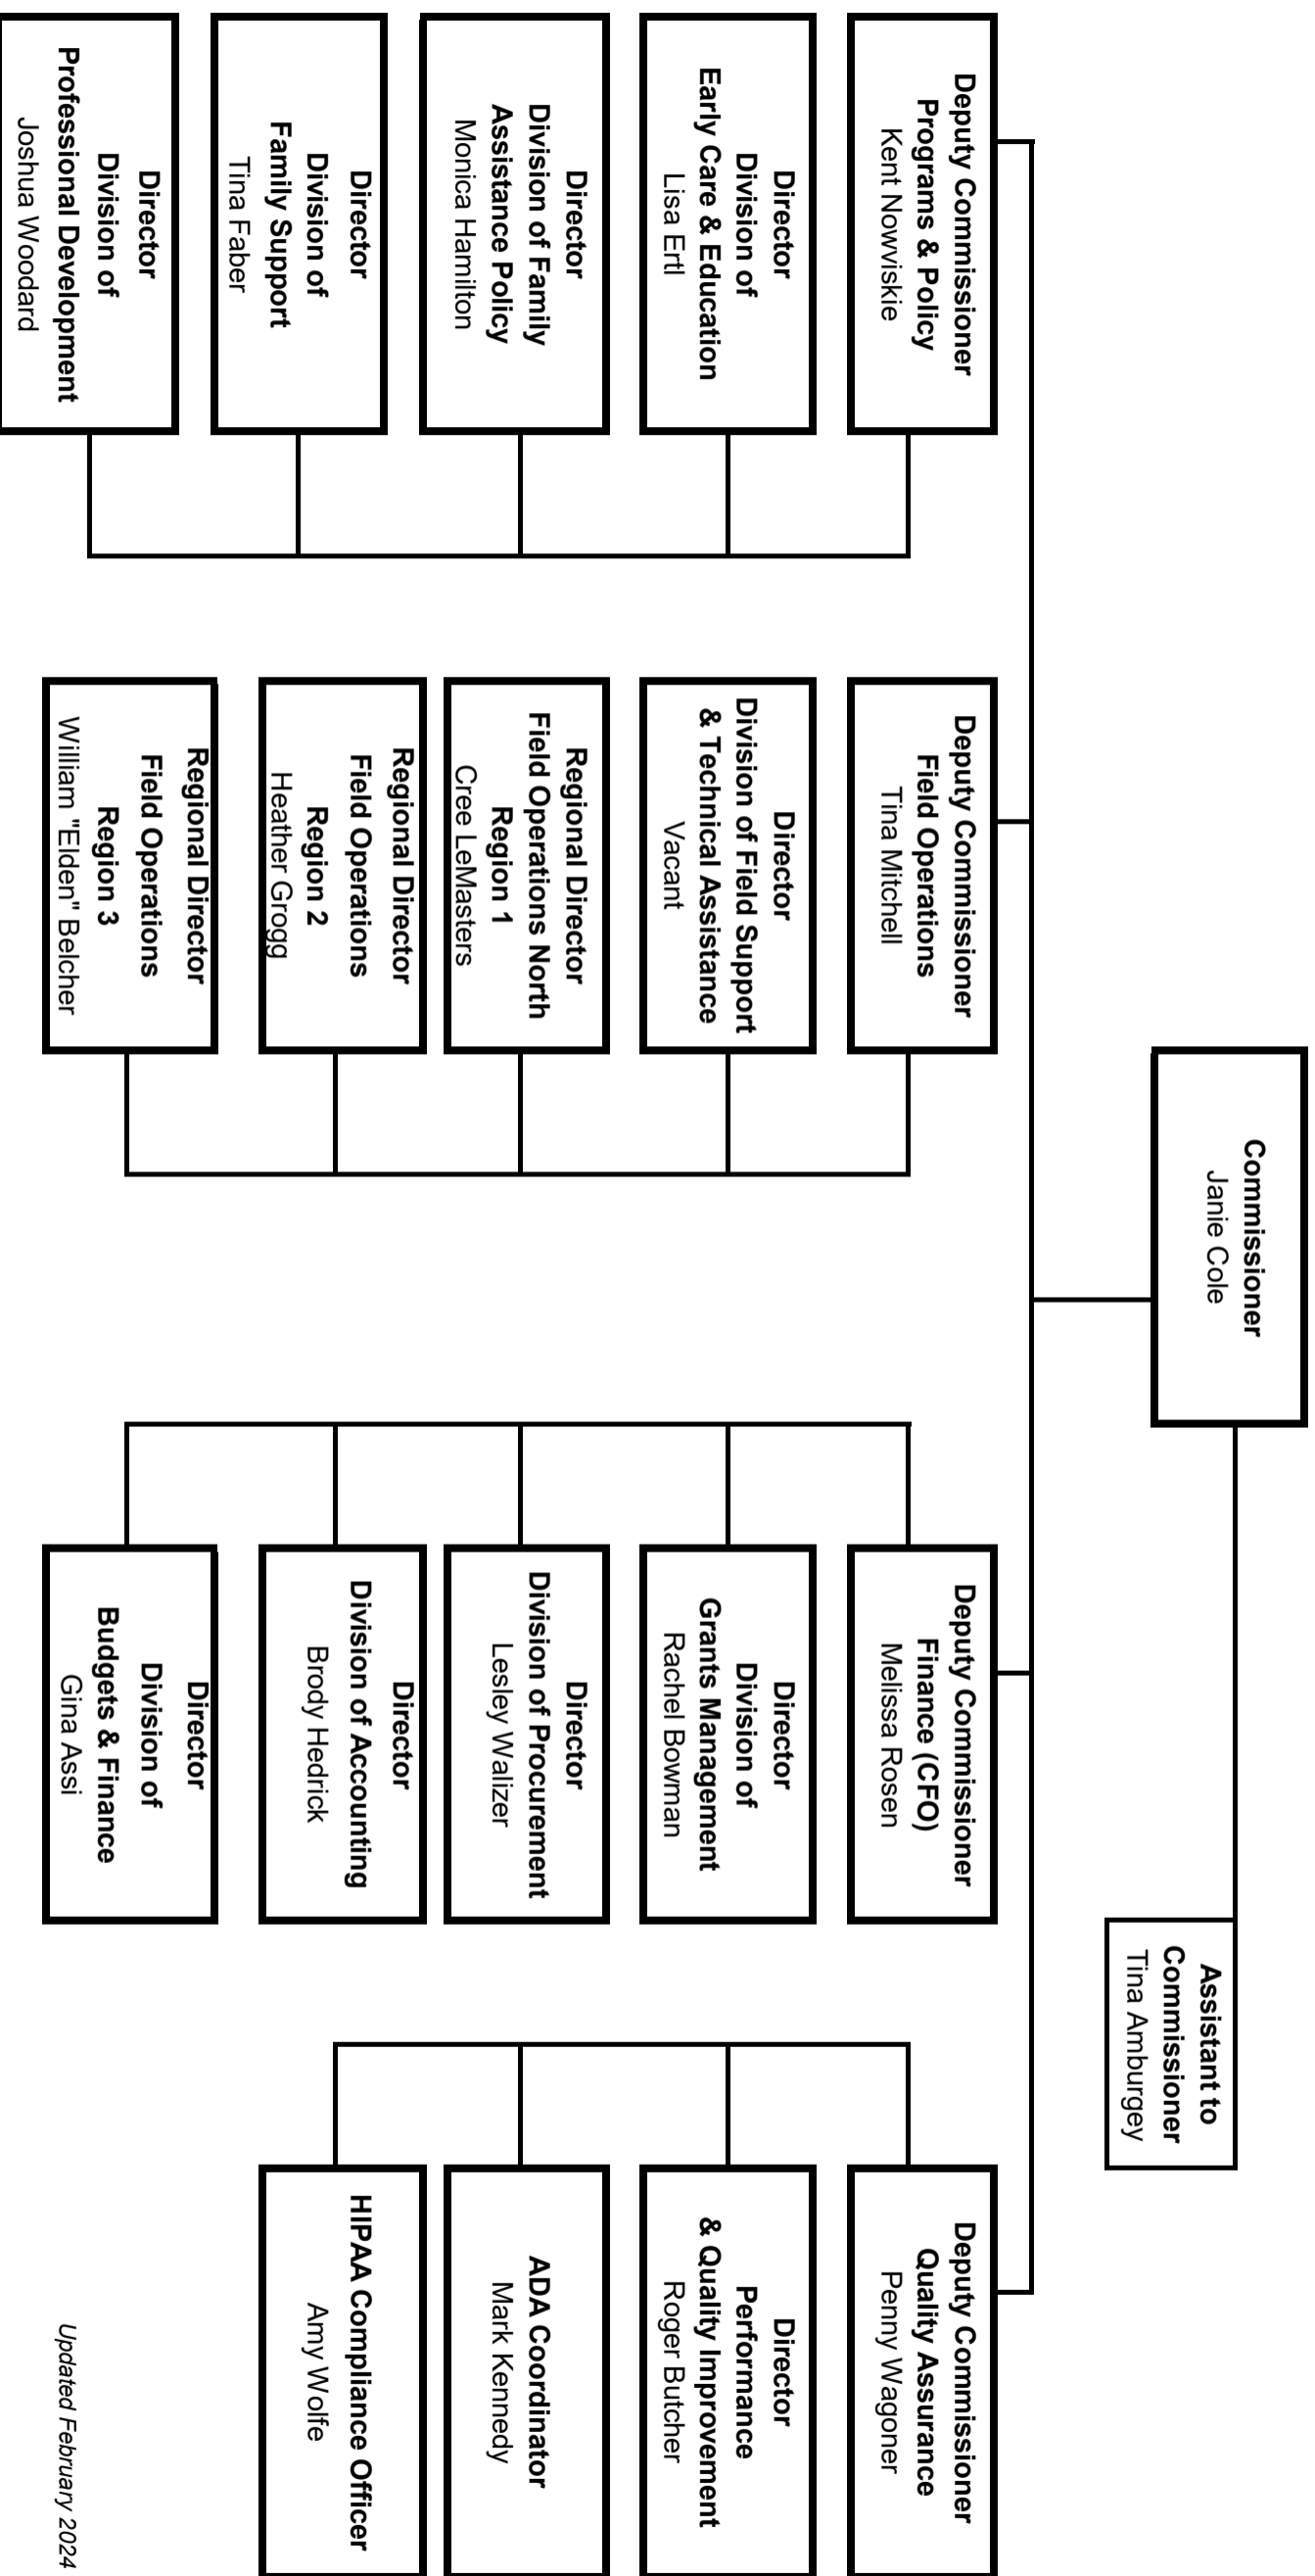 Commissioner
Janie Cole
Assistant to
Commissioner
Tina Amburgey
Deputy Commissioner
Programs & Policy
Kent Nowviskie
Director
Division of
Early Care & Education
Lisa Ertl
Director
Division of Family
Assistance Policy
Monica Hamilton
Director
Division of
Family Support
Tina Faber
Director
Division of
Professional Development
Joshua Woodard
Deputy Commissioner
Field Operations
Tina Mitchell
Director
Division of Field Support
& Technical Assistance
Vacant
Regional Director
Field Operations North
Region 1
Cree LeMasters
Regional Director
Field Operations
Region 2
Heather Grogg
Regional Director
Field Operations
Region 3
William "Elden" Belcher
Deputy Commissioner
Finance (CFO)
Melissa Rosen
Director
Division of
Grants Management
Rachel Bowman
Director
Division of Procurement
Lesley Walizer
Director
Division of Accounting
Brody Hedrick
Director
Division of
Budgets & Finance
Gina Assi
Deputy Commissioner
Quality Assurance
Penny Wagoner
Director
Performance
& Quality Improvement
Roger Butcher
ADA Coordinator
Mark Kennedy
HIPAA Compliance Officer
Amy Wolfe
Updated February 2024